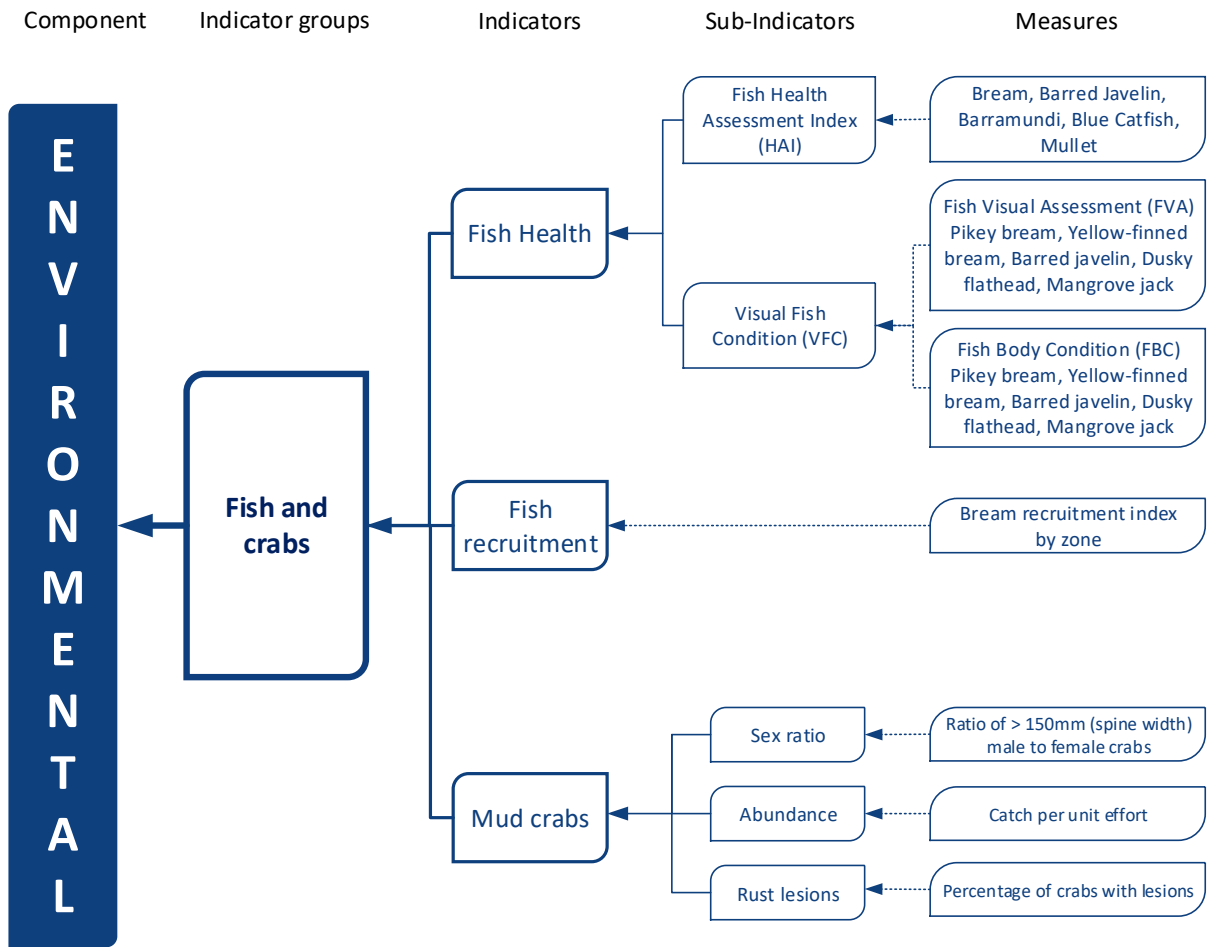 Component
Indicator groups
Indicators
Sub-Indicators
Measures
E
N
V
I
R
O
N
M
E
N
T
A
L
Fish and
crabs
Fish Health
Fish Health
Assessment Index
(HAI)
Bream, Barred Javelin,
Barramundi, Blue Catfish,
Mullet
Visual Fish
Condition (VFC)
Fish Visual Assessment (FVA)
Pikey bream, Yellow-finned
bream, Barred javelin, Dusky
flathead, Mangrove jack
Fish Body Condition (FBC)
Pikey bream, Yellow-finned
bream, Barred javelin, Dusky
flathead, Mangrove jack
Fish
recruitment
Bream recruitment index
by zone
Mud crabs
Sex ratio
Ratio of > 150mm (spine width)
male to female crabs
Abundance
Catch per unit effort
Rust lesions
Percentage of crabs with lesions